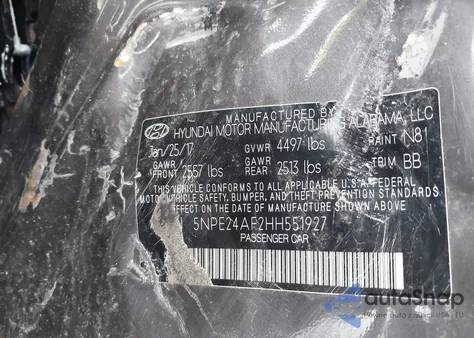 MANUFACTURED BY
HYUNDAI MOTOR MANUFACTURING ALABAMA, LLC
Jan/25/17 GVWR 4497 lbs PAINT N81
GAWR FRONT 2557 lbs GAWR REAR: 2513 lbs TRIM BB
THIS VEHICLE CONFORMS TO ALL APPLICABLE U.S.A. FEDERAL
MOTOR VEHICLE SAFETY, BUMPER, AND THEFT PREVENTION STANDARDS
EFFECT ON THE DATE OF MANUFACTURE SHOWN ABOVE
5NPE24AF2HH551927
PASSENGER CAR
autoSnap